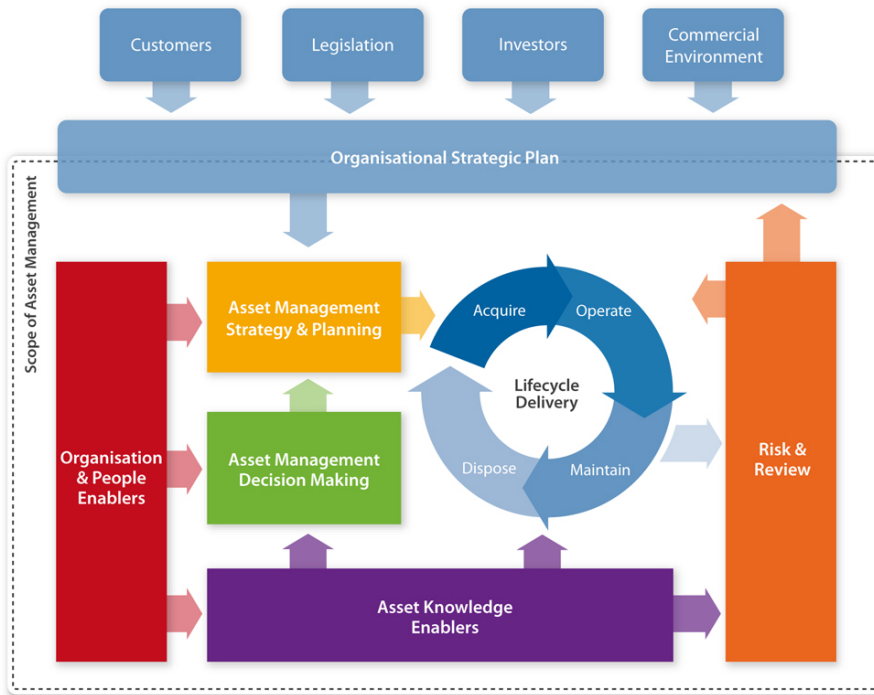 Customers
Legislation
Investors
Commercial
Environment
Organisational Strategic Plan
Scope of Asset Management
Asset Management
Strategy & Planning
Acquire
Operate
Lifecycle
Delivery
Organisation
& People
Enablers
Asset Management
Decision Making
Dispose
Maintain
Risk &
Review
Asset Knowledge
Enablers